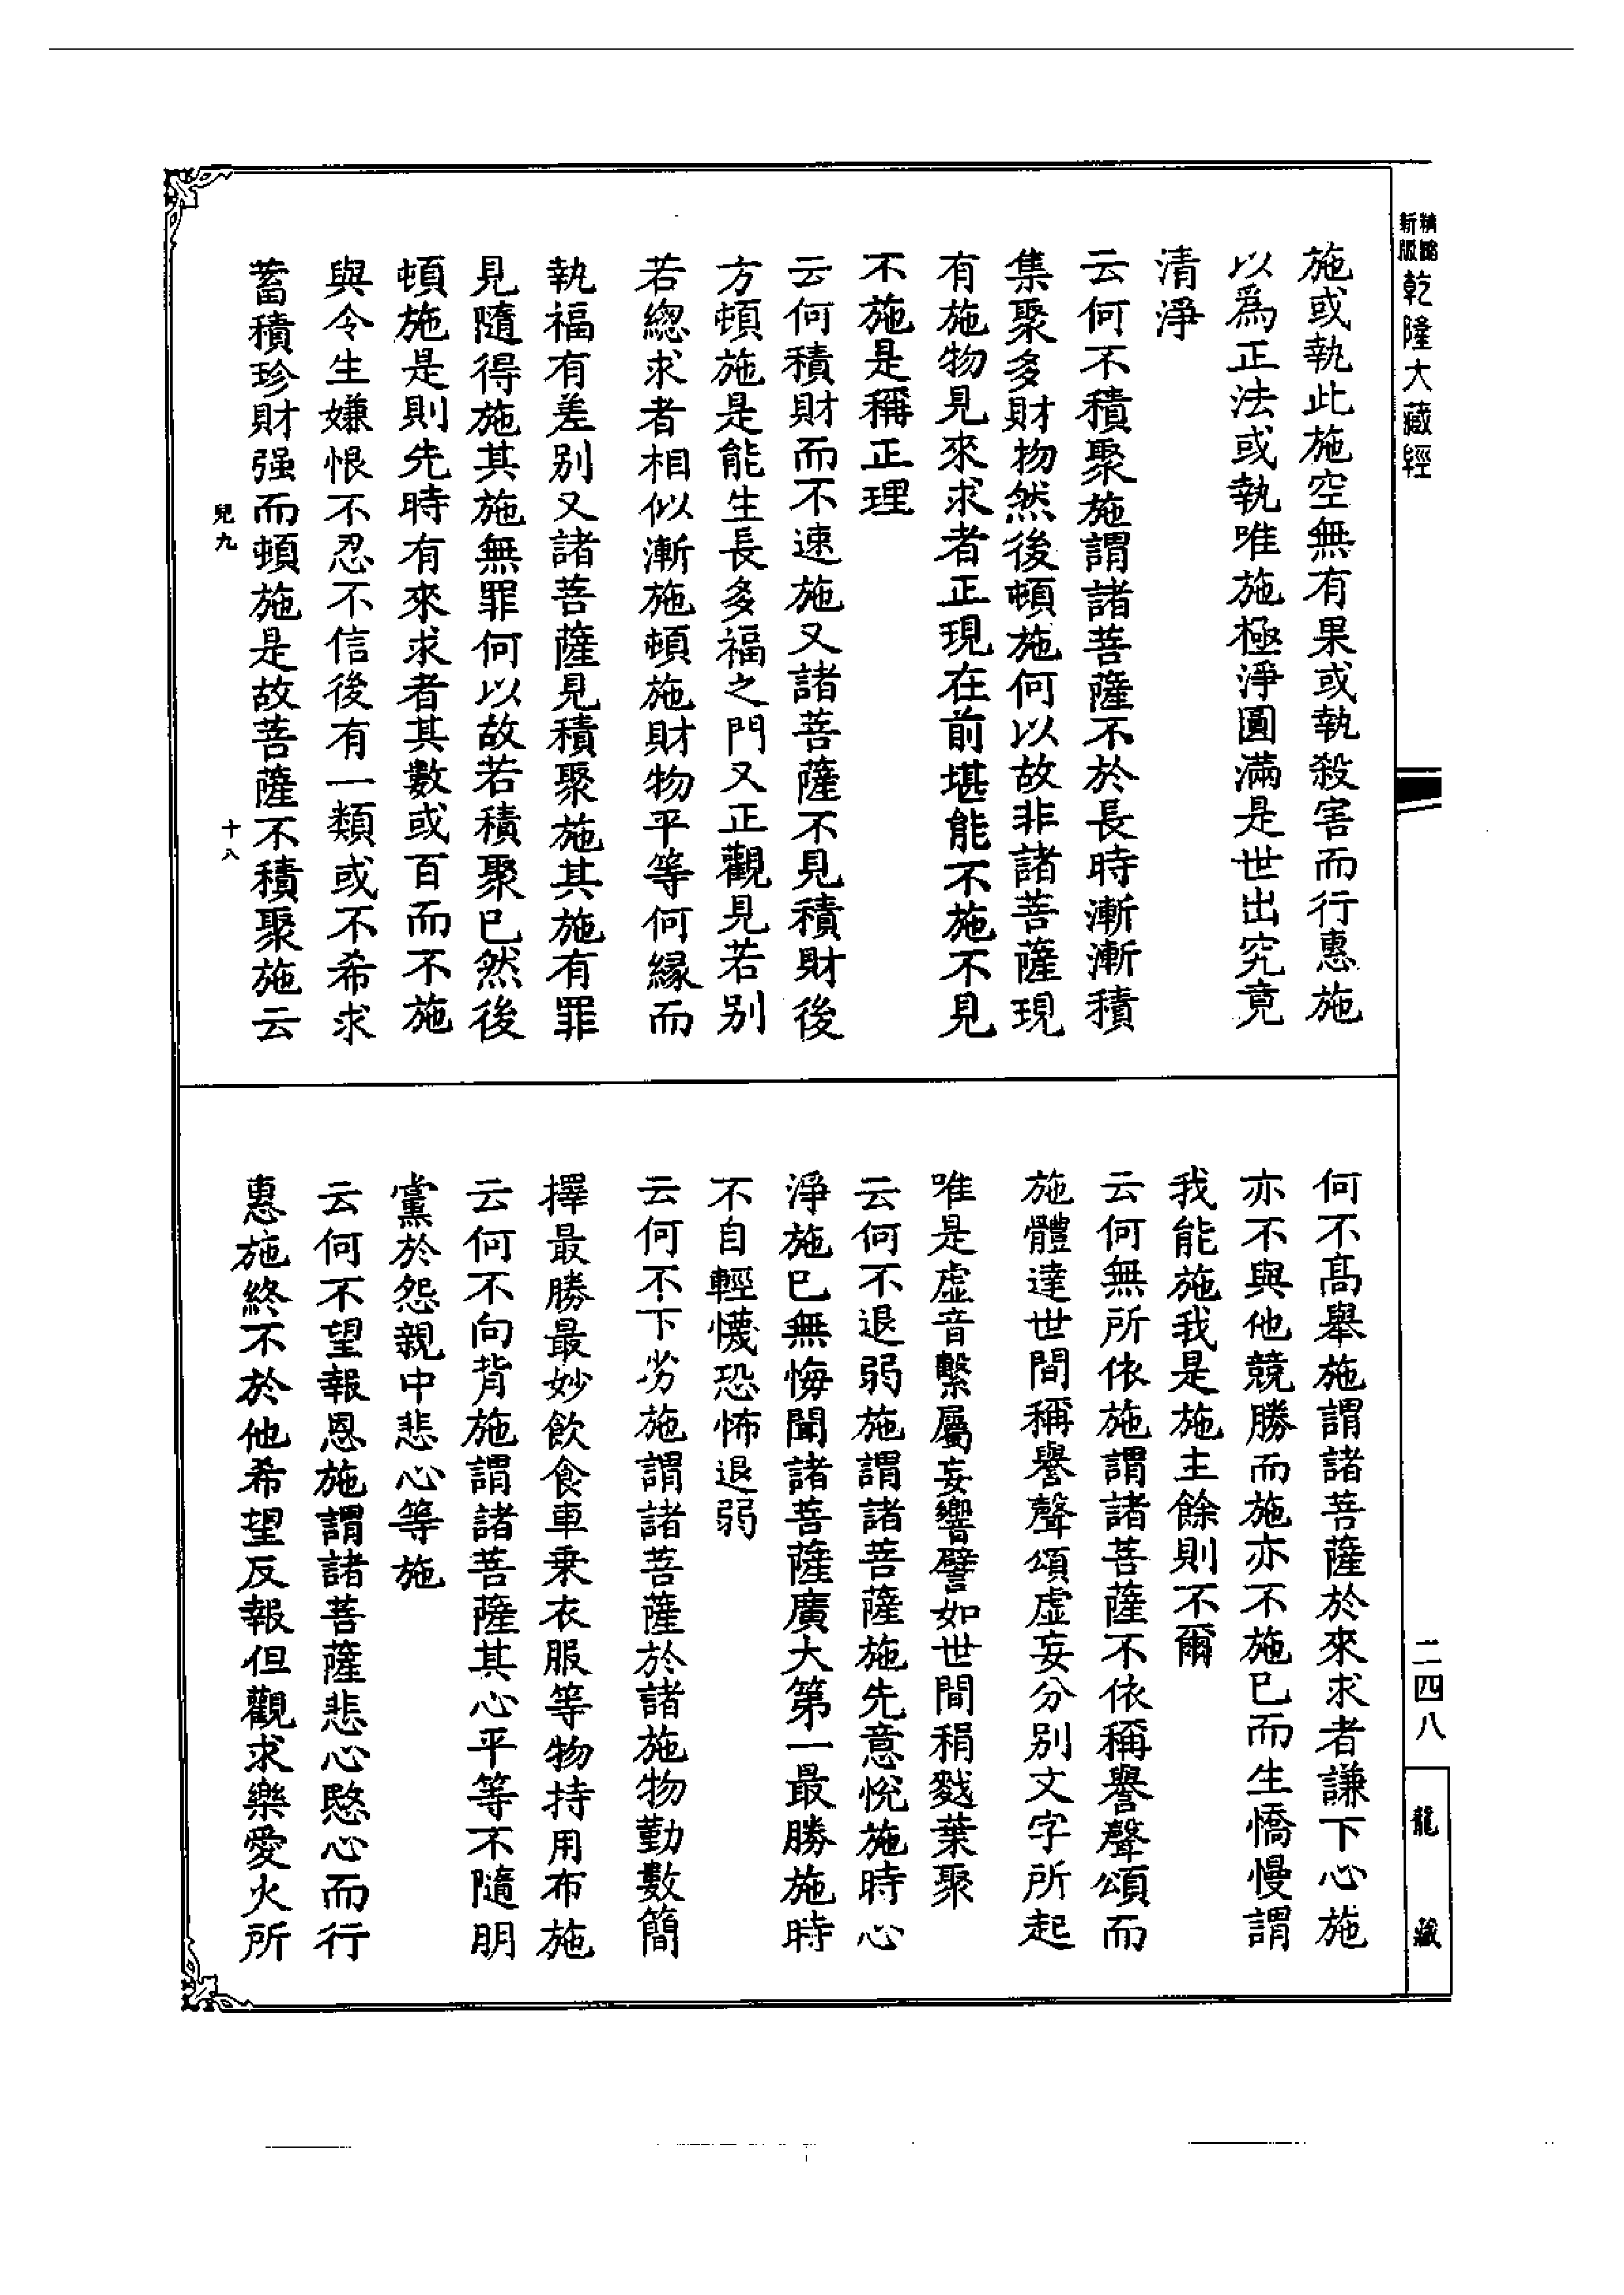 精縮
新版
乾隆大藏經
施或執此施空無有果或執殺害而行惠施
以爲正法或執唯施極淨圓滿是世出究竟
清淨
云何不積聚施謂諸菩薩不於長時漸漸積
集聚多財物然後頓施何以故非諸菩薩現
有施物見來求者正現在前堪能不施不見
不施是稱正理
云何積財而不速施又諸菩薩不見積財後
方頓施是能生長多福之門又正觀見若別
若總求者相似漸施頓施財物平等何緣而
執福有差別又諸菩薩見積聚施其施有罪
見隨得施其施無罪何以故若積聚已然後
頓施是則先時有來求者其數或百而不施
與令生嫌恨不忍不信後有一類或不希求
蓄積珍財强而頓施是故菩薩不積聚施云
兒九
十八
何不高舉施謂諸菩薩於來求者謙下心施
亦不與他競勝而施亦不施已而生憍慢謂
我能施我是施主餘則不爾
云何無所依施謂諸菩薩不依稱譽聲頌而
施體達世間稱譽聲頌虛妄分別文字所起
唯是虛音繫屬妄響譬如世間稍戣葉聚
云何不退弱施謂諸菩薩施先意悅施時心
淨施已無悔聞諸菩薩廣大第一最勝施時
不自輕懱恐怖退弱
云何不下劣施謂諸菩薩於諸施物勤數簡
擇最勝最妙飲食車乘衣服等物持用布施
云何不向背施謂諸菩薩其心平等不隨朋
黨於怨親中悲心等施
云何不望報恩施謂諸菩薩悲心愍心而行
惠施終不於他希望反報但觀求樂愛火所
二四八
龍藏